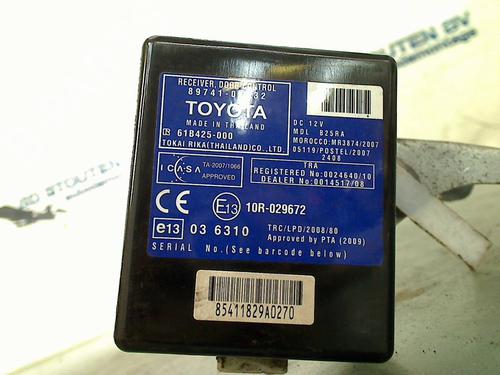 RECEIVER, DOOR CONTROL
TOYOTA
MADE IN THAILAND
61B425-000
TOKAI RIKA(THAILAND)CO.,LTD.
DC 12V
MDL B25RA
MOROCCO:MR3874/2007
05119/POSTEL/2007
2408
ICASA
TA-2007/1066
APPROVED
TRA
REGISTERED No:0024640/10
DEALER No:0014517/08
CE
E13 10R-029672
e13 03 6310
TRC/LPD/2008/80
Approved by PTA (2009)
SERIAL No.(See barcode below)
85411829A0270
STOUTEN BV